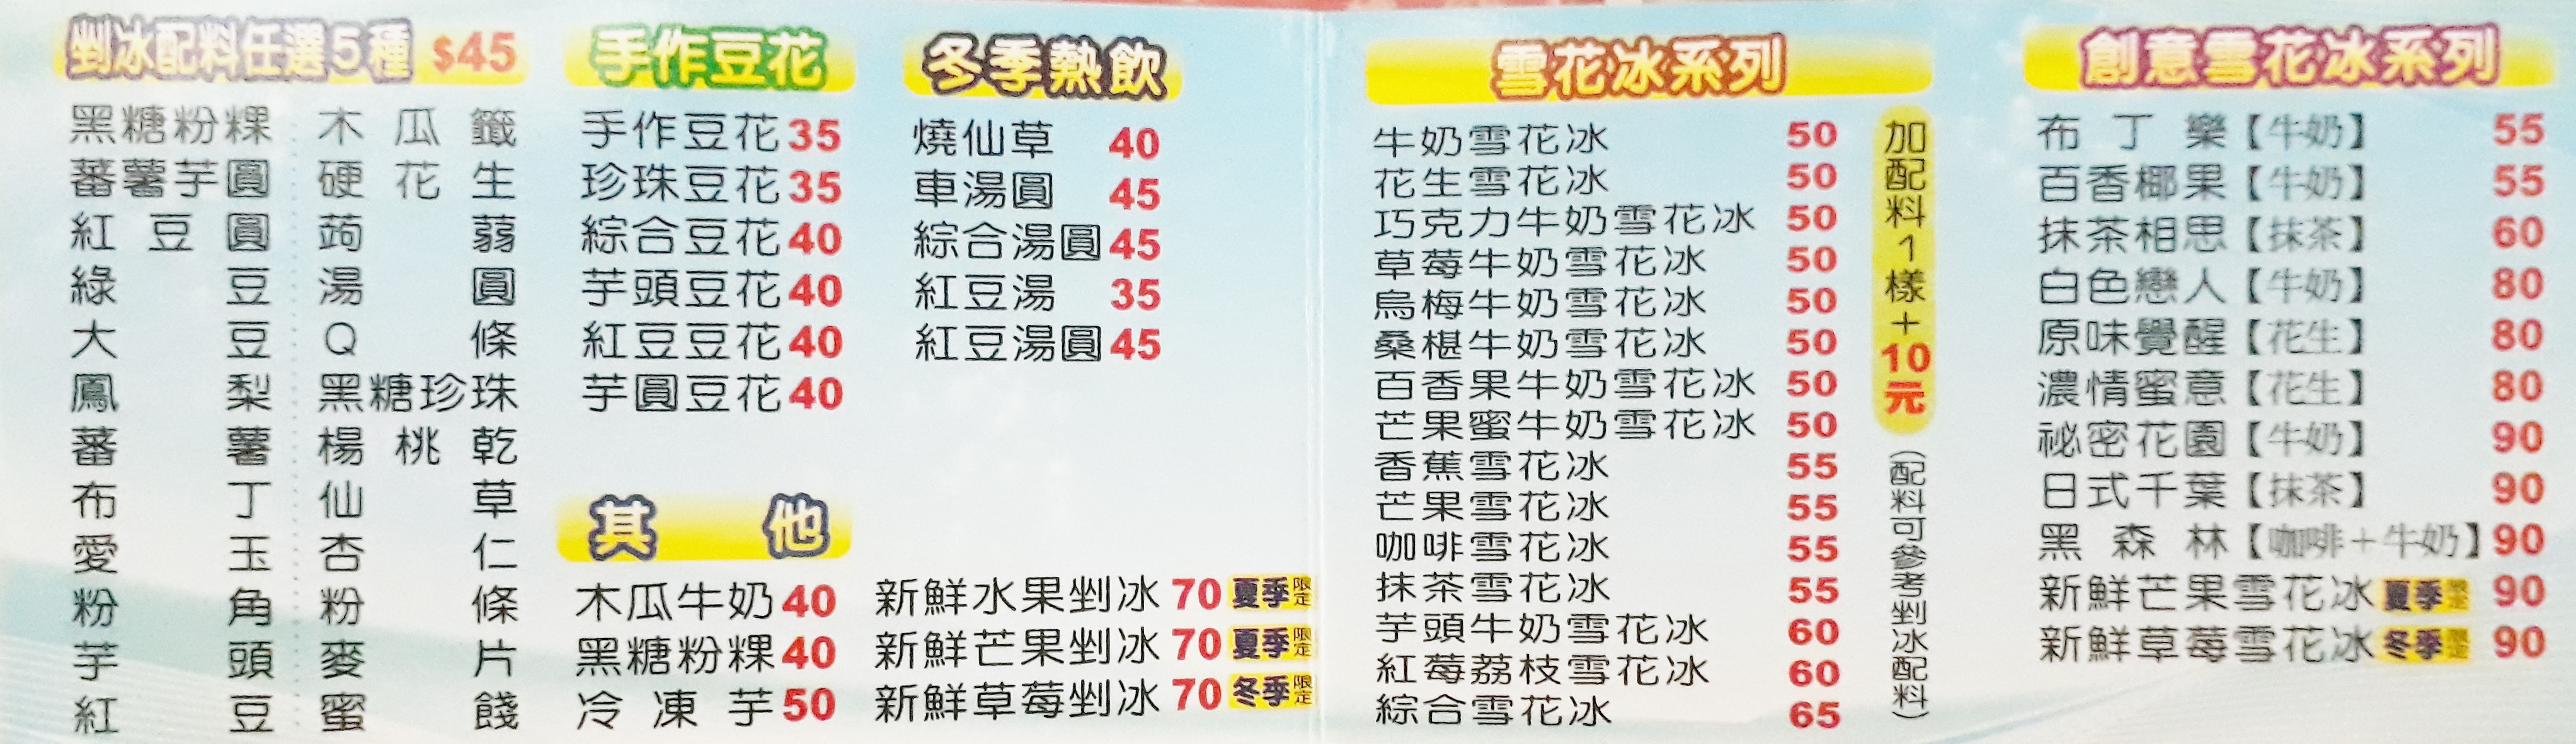 剉冰配料任選5種 $45
黑糖粉粿 木瓜籤
蕃薯芋圓 硬花生
紅豆圓 蒟蒻
綠豆 湯圓
大豆 Q條
鳳梨 黑糖珍珠
蕃薯 楊桃乾
布丁 仙草
愛玉 杏仁
粉角 粉條
芋頭 麥片
紅豆 蜜餞
手作豆花
手作豆花 35
珍珠豆花 35
綜合豆花 40
芋頭豆花 40
紅豆豆花 40
芋圓豆花 40
冬季熱飲
燒仙草 40
車湯圓 45
綜合湯圓 45
紅豆湯 35
紅豆湯圓 45
其他
木瓜牛奶 40
黑糖粉粿 40
冷凍芋 50
新鮮水果剉冰 70 夏季限定
新鮮芒果剉冰 70 夏季限定
新鮮草莓剉冰 70 冬季限定
雪花冰系列
牛奶雪花冰 50
花生雪花冰 50
巧克力牛奶雪花冰 50
草莓牛奶雪花冰 50
烏梅牛奶雪花冰 50
桑椹牛奶雪花冰 50
百香果牛奶雪花冰 50
芒果蜜牛奶雪花冰 50
香蕉雪花冰 55
芒果雪花冰 55
咖啡雪花冰 55
抹茶雪花冰 55
芋頭牛奶雪花冰 60
紅莓荔枝雪花冰 60
綜合雪花冰 65
加配料1樣+10元
(配料可參考剉冰配料)
創意雪花冰系列
布丁樂【牛奶】 55
百香椰果【牛奶】 55
抹茶相思【抹茶】 60
白色戀人【牛奶】 80
原味覺醒【花生】 80
濃情蜜意【花生】 80
祕密花園【牛奶】 90
日式千葉【抹茶】 90
黑森林【咖啡+牛奶】 90
新鮮芒果雪花冰 夏季限定 90
新鮮草莓雪花冰 冬季限定 90